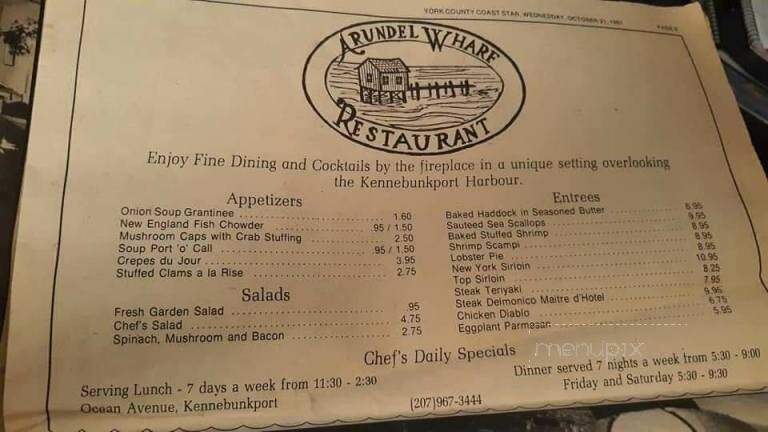 YORK COUNTY COAST STAR, WEDNESDAY, OCTOBER 21, 1981
ARUNDEL WHARF
RESTAURANT
Enjoy Fine Dining and Cocktails by the fireplace in a unique setting overlooking
the Kennebunkport Harbour.
Appetizers
Onion Soup Grantinee 1.60
New England Fish Chowder .95 / 1.50
Mushroom Caps with Crab Stuffing 2.50
Soup Port 'o' Call .95 / 1.50
Crepes du Jour 3.95
Stuffed Clams a la Rise 2.75
Salads
Fresh Garden Salad .95
Chef's Salad 4.75
Spinach, Mushroom and Bacon 2.75
Entrees
Baked Haddock in Seasoned Butter 6.95
Sauteed Sea Scallops 9.95
Baked Stuffed Shrimp 8.95
Shrimp Scampi 8.95
Lobster Pie 8.95
New York Sirloin 10.95
Top Sirloin 8.25
Steak Teriyaki 7.95
Steak Delmonico Maitre d'Hotel 9.95
Chicken Diablo 6.75
Eggplant Parmesan 5.95
menupix
Chef's Daily Specials
Serving Lunch - 7 days a week from 11:30 - 2:30
Ocean Avenue, Kennebunkport
(207)967-3444
Dinner served 7 nights a week from 5:30 - 9:00
Friday and Saturday 5:30 - 9:30